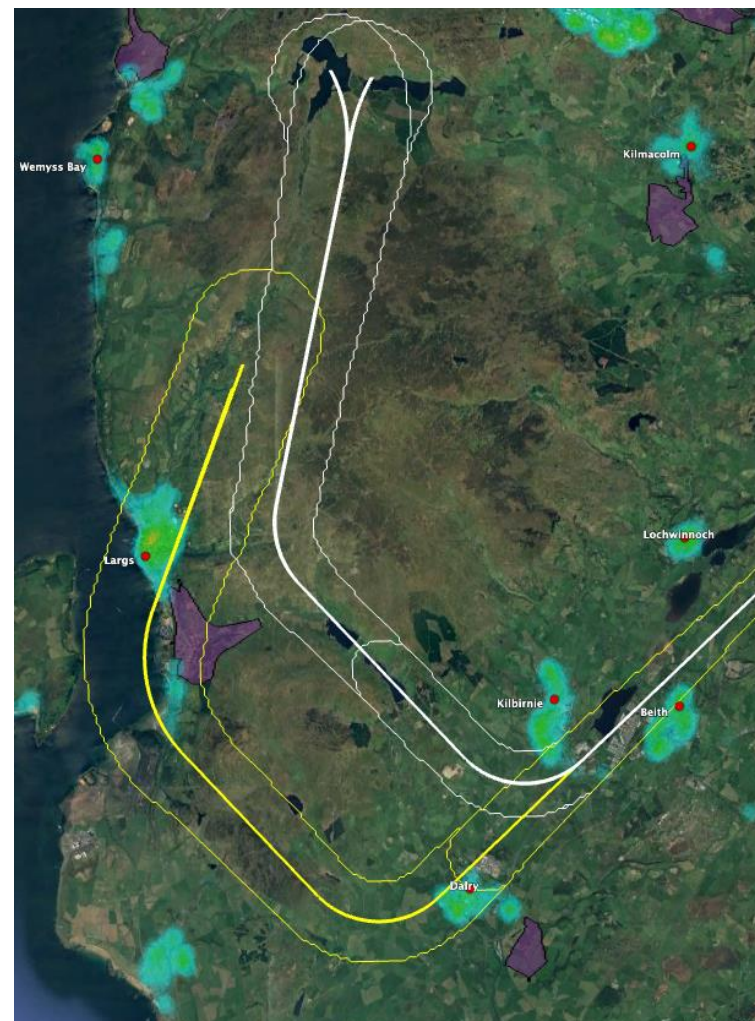 Wemyss Bay
Kilmacolm
Lochwinnoch
Largs
Kilbirnie
Beith
Dalry